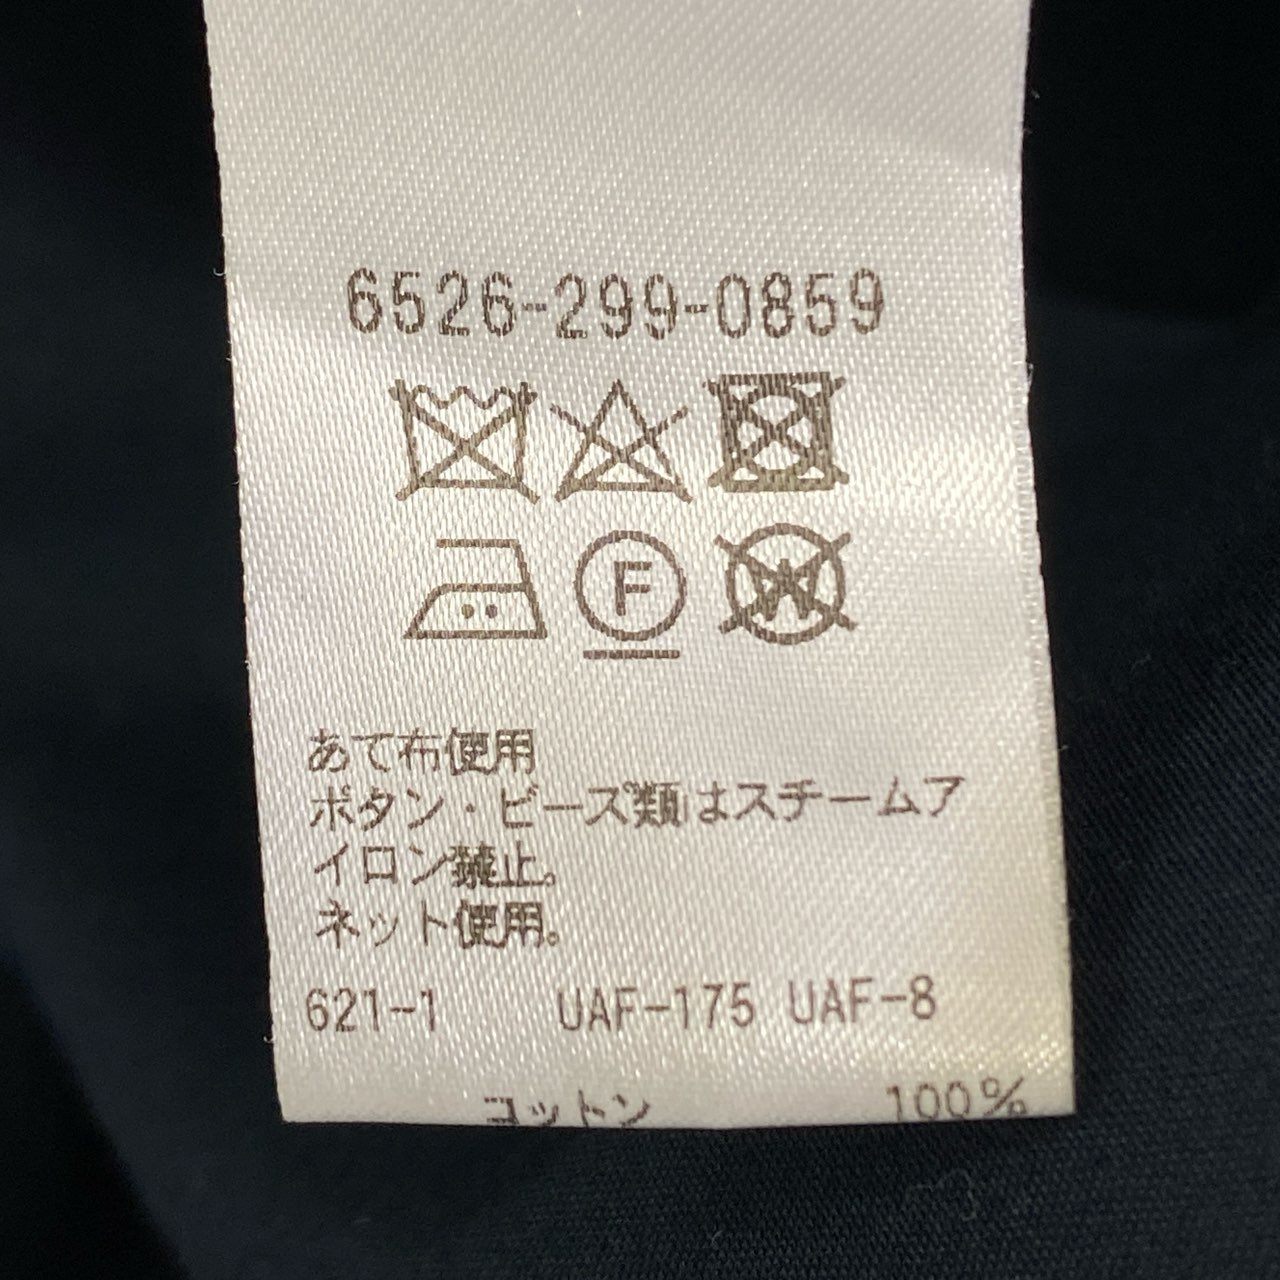 6526-299-0859
F
W
あて布使用
ボタン・ビーズ類はスチームア
イロン禁止。
ネット使用。
621-1 UAF-175 UAF-8
コットン 100%